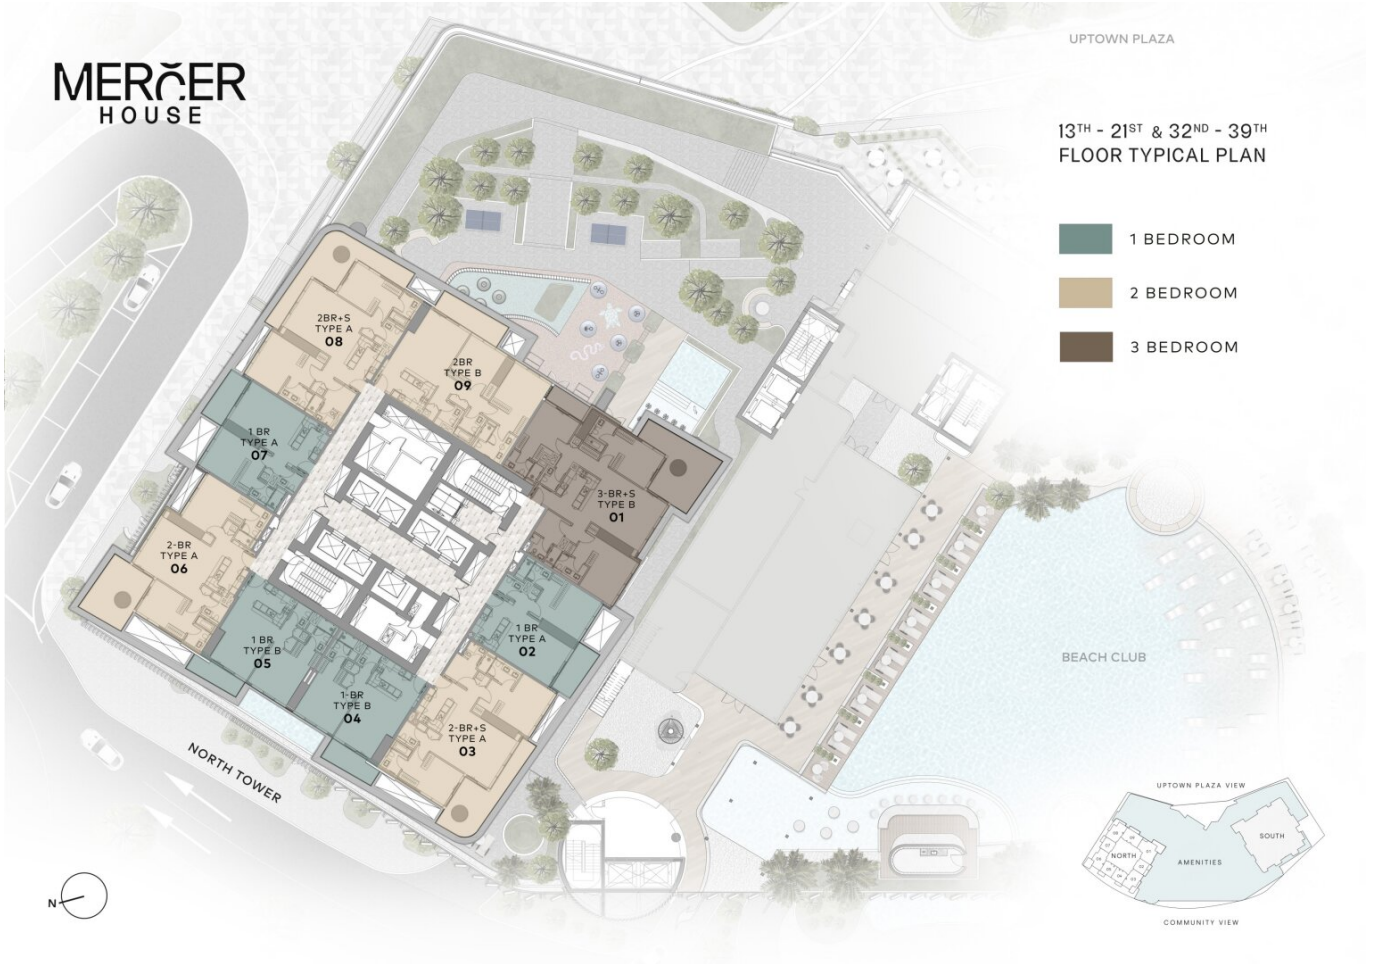 MERCER
HOUSE
UPTOWN PLAZA
13TH - 21ST & 32ND - 39TH
FLOOR TYPICAL PLAN
1 BEDROOM
2 BEDROOM
3 BEDROOM
2BR+S
TYPE A
08
2BR
TYPE B
09
1 BR
TYPE A
07
3-BR+S
TYPE B
01
2-BR
TYPE A
06
1 BR
TYPE A
02
1 BR
TYPE B
05
1-BR
TYPE B
04
2-BR+S
TYPE A
03
BEACH CLUB
NORTH TOWER
N
UPTOWN PLAZA VIEW
SOUTH
NORTH
AMENITIES
COMMUNITY VIEW